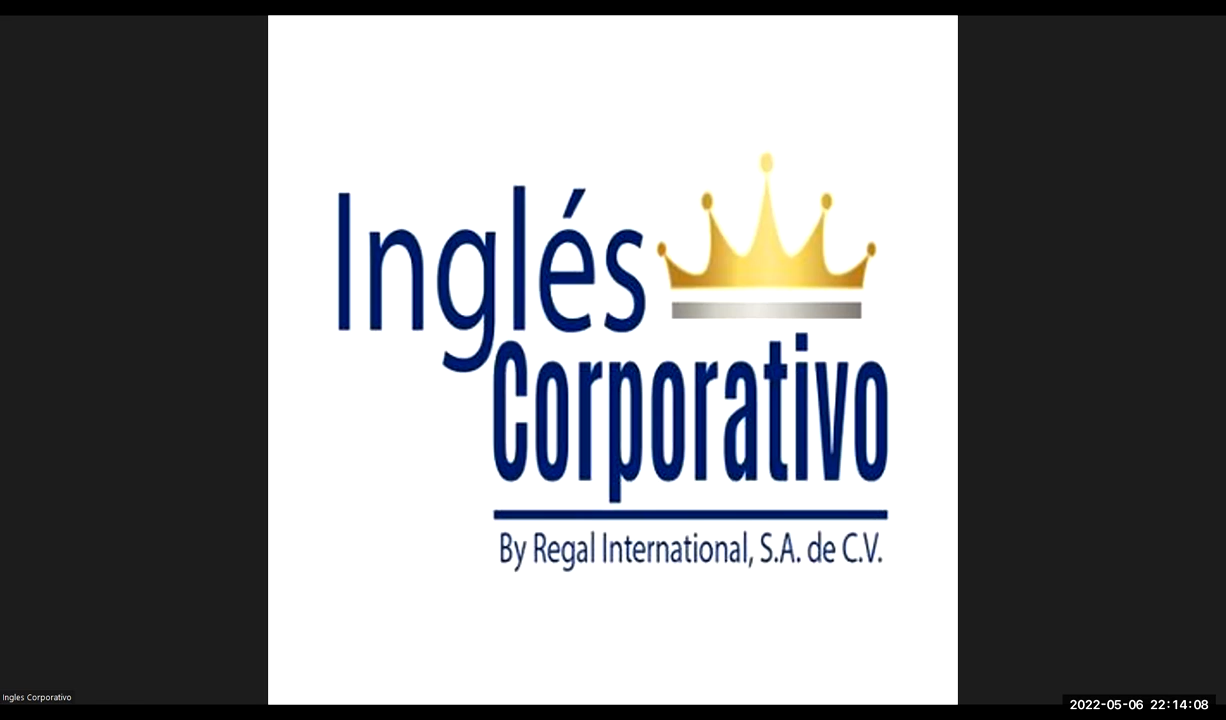 Inglés
Corporativo
By Regal International, S.A. de C.V.
Ingles Corporativo
2022-05-06 22:14:08